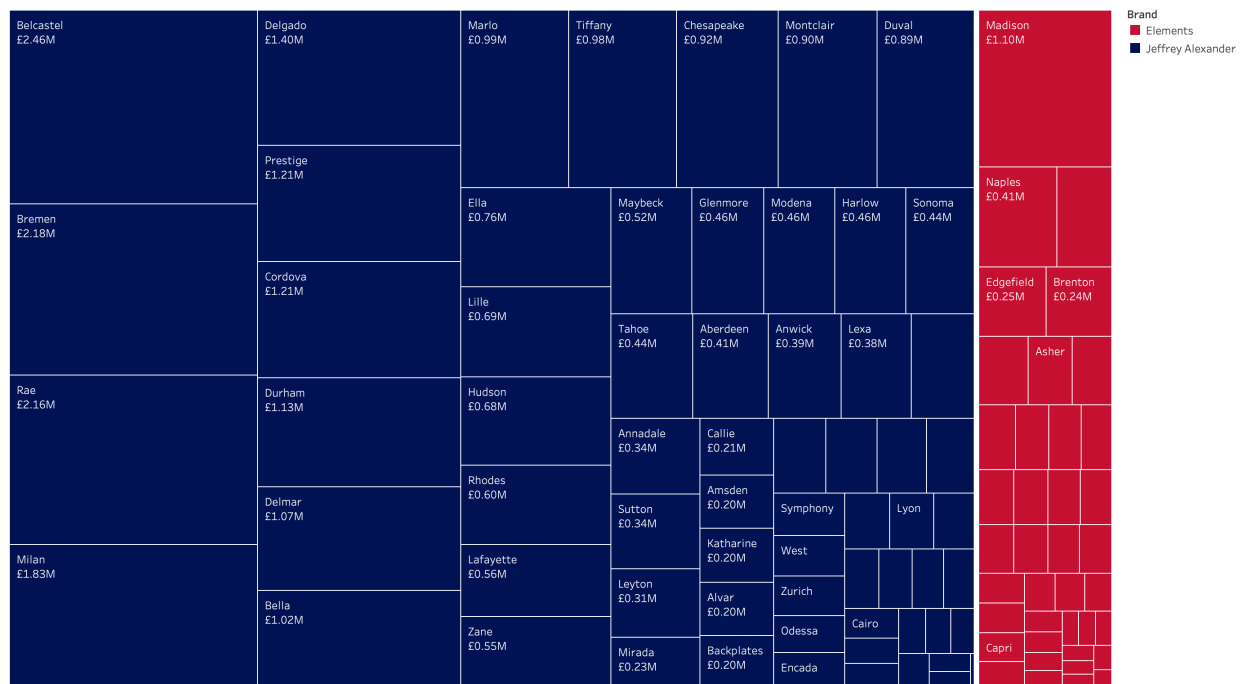 Belcastel
£2.46M
Bremen
£2.18M
Rae
£2.16M
Milan
£1.83M
Delgado
£1.40M
Prestige
£1.21M
Cordova
£1.21M
Durham
£1.13M
Delmar
£1.07M
Bella
£1.02M
Marlo
£0.99M
Tiffany
£0.98M
Chesapeake
£0.92M
Montclair
£0.90M
Duval
£0.89M
Ella
£0.76M
Lille
£0.69M
Hudson
£0.68M
Rhodes
£0.60M
Lafayette
£0.56M
Zane
£0.55M
Maybeck
£0.52M
Glenmore
£0.46M
Modena
£0.46M
Harlow
£0.46M
Sonoma
£0.44M
Tahoe
£0.44M
Aberdeen
£0.41M
Anwick
£0.39M
Lexa
£0.38M
Annadale
£0.34M
Sutton
£0.34M
Leyton
£0.31M
Mirada
£0.23M
Callie
£0.21M
Amsden
£0.20M
Katharine
£0.20M
Alvar
£0.20M
Backplates
£0.20M
Symphony
West
Zurich
Odessa
Encada
Lyon
Cairo
Madison
£1.10M
Naples
£0.41M
Edgefield
£0.25M
Brenton
£0.24M
Asher
Capri
Brand
Elements
Jeffrey Alexander